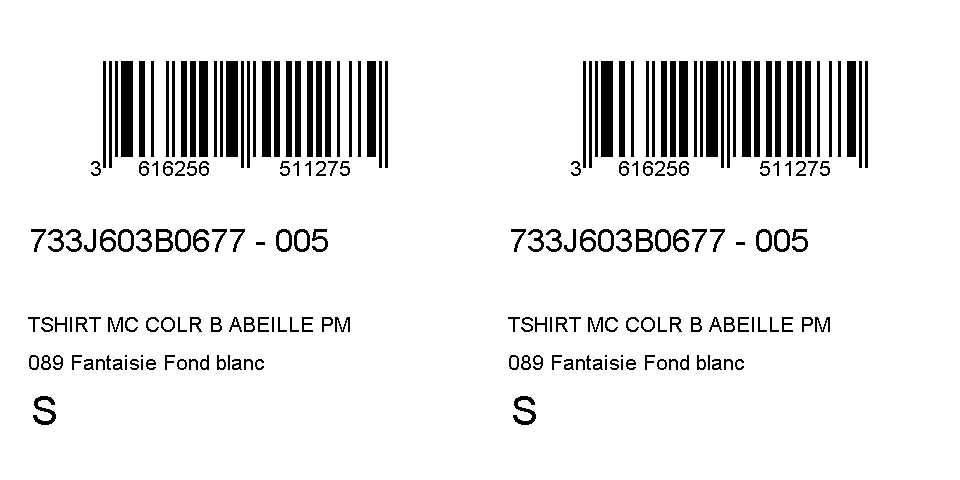 3 616256 511275
733J603B0677 - 005
TSHIRT MC COLR B ABEILLE PM
089 Fantaisie Fond blanc
S
3 616256 511275
733J603B0677 - 005
TSHIRT MC COLR B ABEILLE PM
089 Fantaisie Fond blanc
S